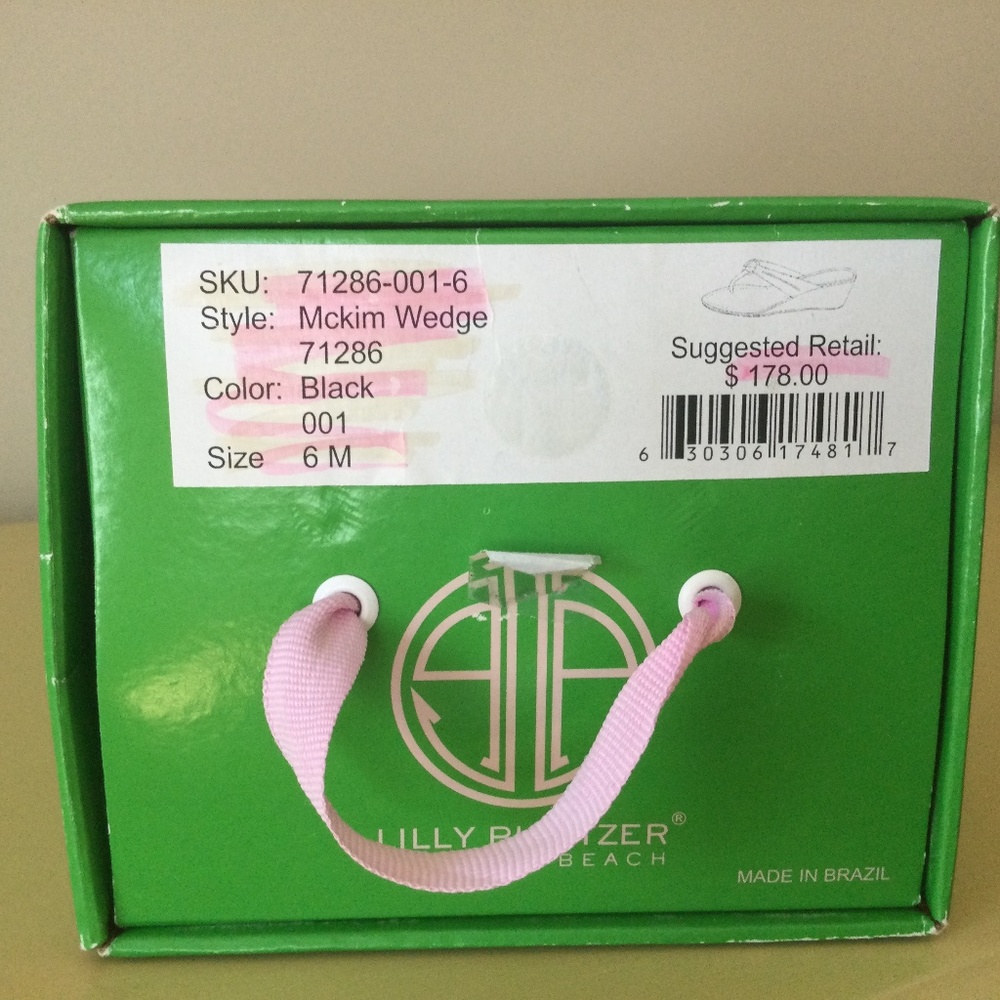 SKU: 71286-001-6
Style: Mckim Wedge
71286
Color: Black
001
Size 6 M
Suggested Retail:
$ 178.00
6 30306 17481 7
LILLY
BEACH
MADE IN BRAZIL